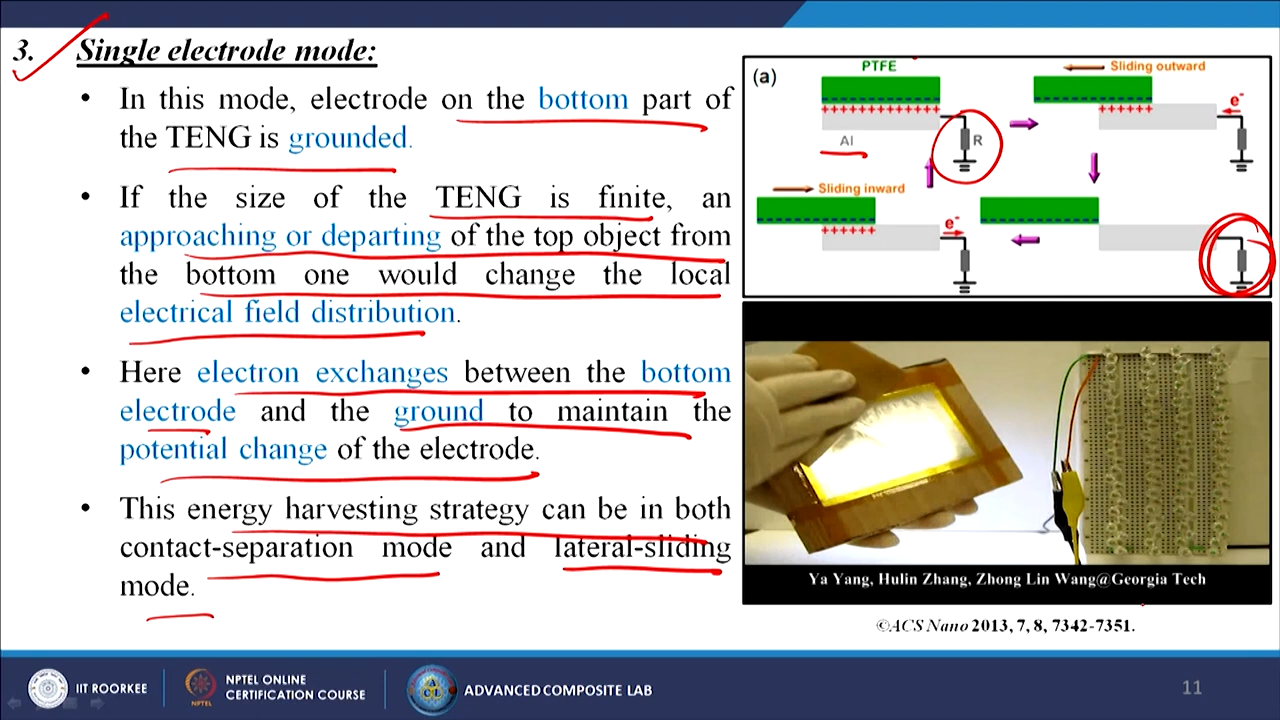 3. Single electrode mode:
• In this mode, electrode on the bottom part of
the TENG is grounded.
• If the size of the TENG is finite, an
approaching or departing of the top object from
the bottom one would change the local
electrical field distribution.
• Here electron exchanges between the bottom
electrode and the ground to maintain the
potential change of the electrode.
• This energy harvesting strategy can be in both
contact-separation mode and lateral-sliding
mode.
(a)
PTFE
Sliding outward
e-
Al
R
Sliding inward
e-
Ya Yang, Hulin Zhang, Zhong Lin Wang@Georgia Tech
©ACS Nano 2013, 7, 8, 7342-7351.
IIT ROORKEE
NPTEL
NPTEL ONLINE
CERTIFICATION COURSE
ACL
ADVANCED COMPOSITE LAB
11